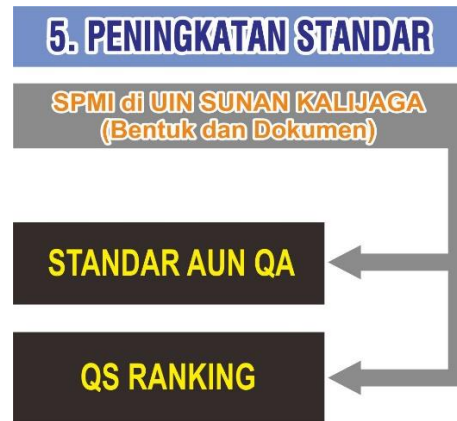 5. PENINGKATAN STANDAR
SPMI di UIN SUNAN KALIJAGA
(Bentuk dan Dokumen)
STANDAR AUN QA
QS RANKING